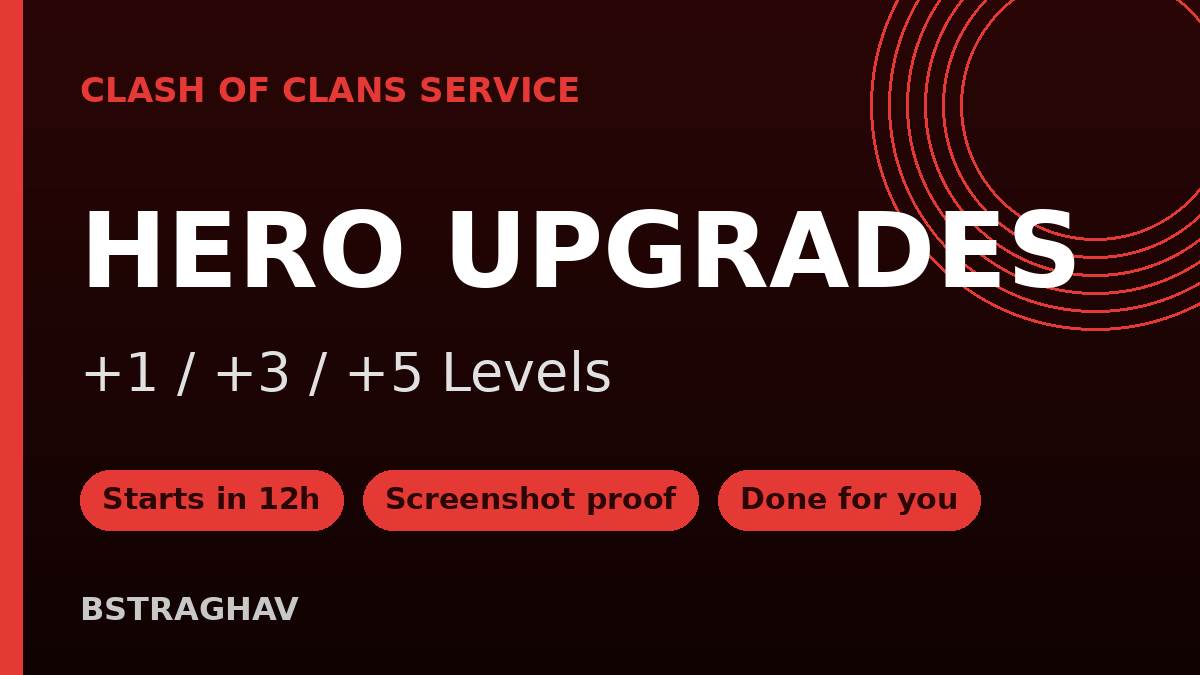 CLASH OF CLANS SERVICE
HERO UPGRADES
+1 / +3 / +5 Levels
Starts in 12h Screenshot proof Done for you
BSTRAGHAV